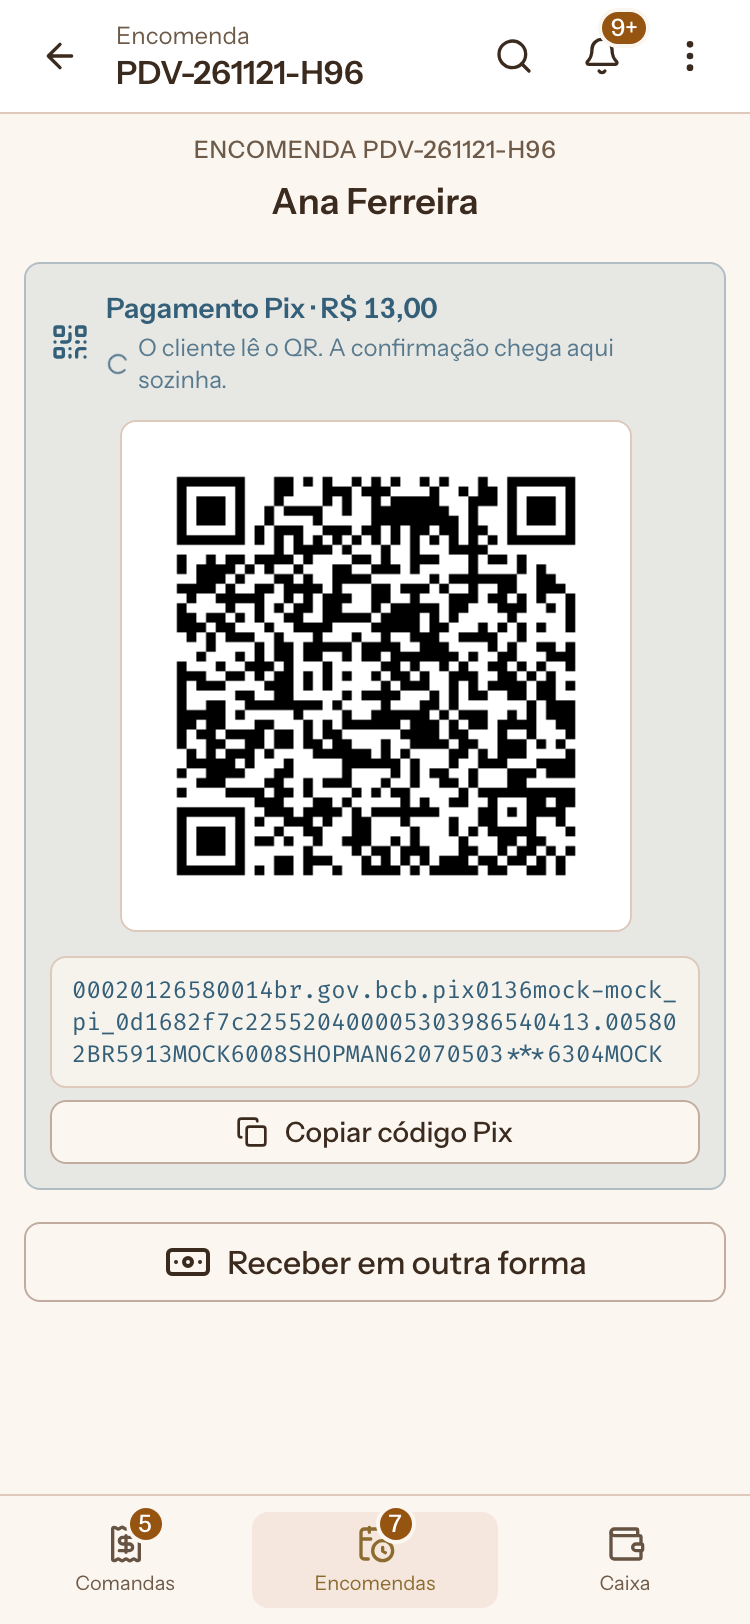 Encomenda
PDV-261121-H96
9+
ENCOMENDA PDV-261121-H96
Ana Ferreira
Pagamento Pix · R$ 13,00
O cliente lê o QR. A confirmação chega aqui
sozinha.
00020126580014br.gov.bcb.pix0136mock-mock_
pi_0d1682f7c225520400005303986540413.00580
2BR5913MOCK6008SHOPMAN62070503***6304MOCK
Copiar código Pix
Receber em outra forma
5
7
Comandas
Encomendas
Caixa